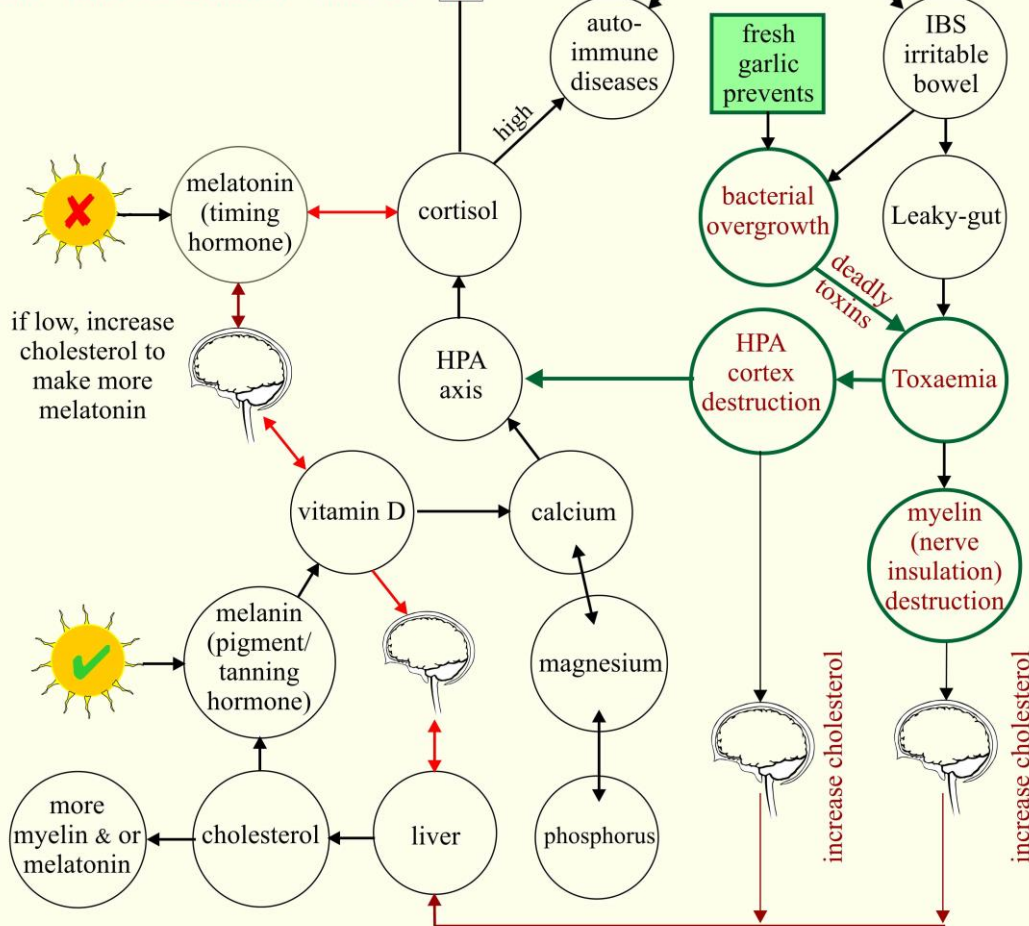 auto-
immune
diseases
fresh
garlic
prevents
IBS
irritable
bowel
high
melatonin
(timing
hormone)
cortisol
bacterial
overgrowth
Leaky-gut
deadly
toxins
if low, increase
cholesterol to
make more
melatonin
HPA
axis
HPA
cortex
destruction
Toxaemia
vitamin D
calcium
myelin
(nerve
insulation)
destruction
melanin
(pigment/
tanning
hormone)
magnesium
increase cholesterol
increase cholesterol
more
myelin & or
melatonin
cholesterol
liver
phosphorus